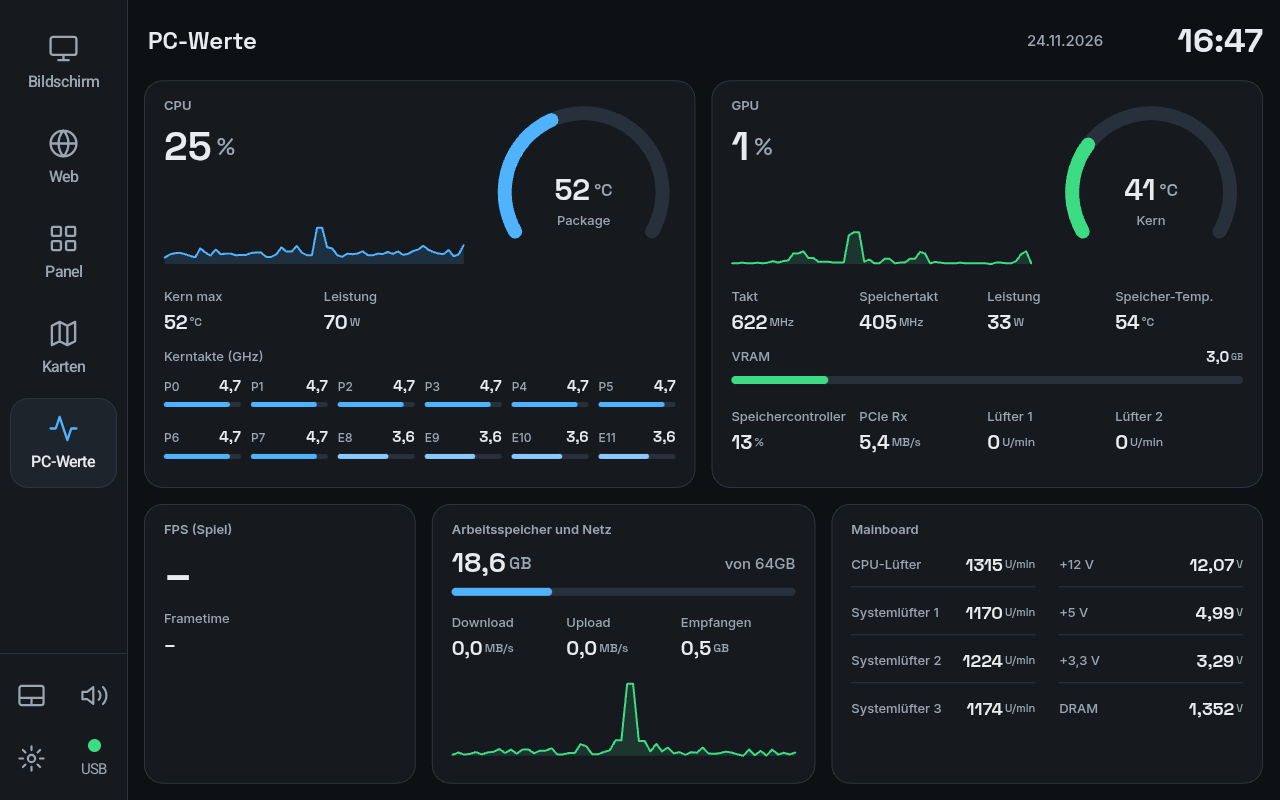 Bildschirm
Web
Panel
Karten
PC-Werte
USB
PC-Werte
24.11.2026
16:47
CPU
25 %
52 °C
Package
Kern max
52 °C
Leistung
70 W
Kerntakte (GHz)
P0 4,7 P1 4,7 P2 4,7 P3 4,7 P4 4,7 P5 4,7
P6 4,7 P7 4,7 E8 3,6 E9 3,6 E10 3,6 E11 3,6
GPU
1 %
41 °C
Kern
Takt Speichertakt Leistung Speicher-Temp.
622 MHz 405 MHz 33 W 54 °C
VRAM 3,0 GB
Speichercontroller PCIe Rx Lüfter 1 Lüfter 2
13 % 5,4 MB/s 0 U/min 0 U/min
FPS (Spiel)
–
Frametime
–
Arbeitsspeicher und Netz
18,6 GB von 64GB
Download Upload Empfangen
0,0 MB/s 0,0 MB/s 0,5 GB
Mainboard
CPU-Lüfter 1315 U/min +12 V 12,07 V
Systemlüfter 1 1170 U/min +5 V 4,99 V
Systemlüfter 2 1224 U/min +3,3 V 3,29 V
Systemlüfter 3 1174 U/min DRAM 1,352 V